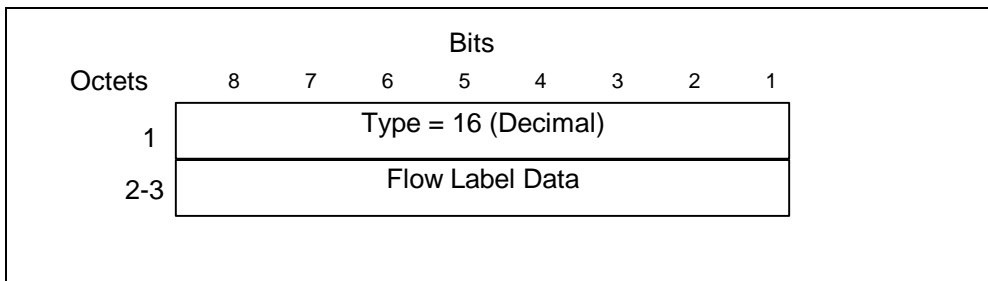 Bits
Octets 8 7 6 5 4 3 2 1
1 Type = 16 (Decimal)
2-3 Flow Label Data